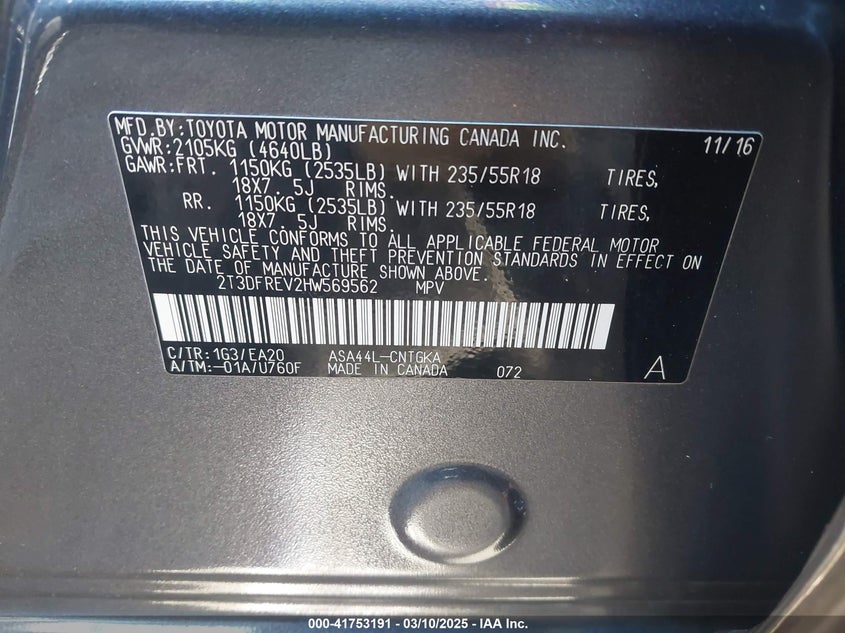 MFD.BY:TOYOTA MOTOR MANUFACTURING CANADA INC. 11/16
GVWR:2105KG (4640LB)
GAWR:FRT. 1150KG (2535LB) WITH 235/55R18 TIRES,
18X7.5J RIMS.
RR. 1150KG (2535LB) WITH 235/55R18 TIRES,
18X7.5J RIMS.
THIS VEHICLE CONFORMS TO ALL APPLICABLE FEDERAL MOTOR
VEHICLE SAFETY AND THEFT PREVENTION STANDARDS IN EFFECT ON
THE DATE OF MANUFACTURE SHOWN ABOVE.
2T3DFREV2HW569562 MPV
C/TR:1G3/EA20 ASA44L-CNTGKA
A/TM:-01A/U760F MADE IN CANADA 072 A
000-41753191 - 03/10/2025 - IAA Inc.